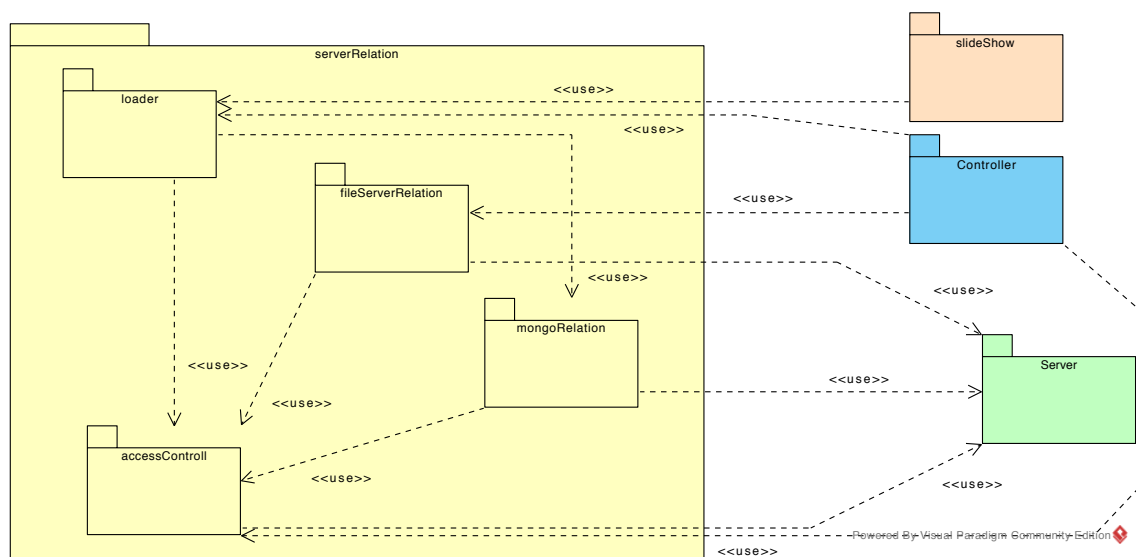 serverRelation
slideShow
loader
<<use>>
<<use>>
Controller
fileServerRelation
<<use>>
<<use>>
<<use>>
mongoRelation
Server
<<use>>
<<use>>
<<use>>
accessControll
<<use>>
<<use>>
Powered By Visual Paradigm Community Edition
<<use>>